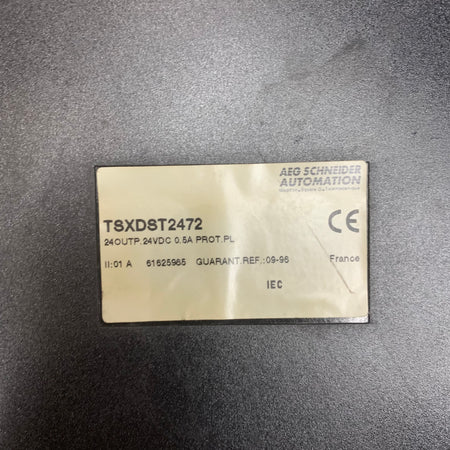 AEG SCHNEIDER
AUTOMATION
TSXDST2472
24OUTP.24VDC 0.5A PROT.PL
CE
II:01 A 61625985 GUARANT.REF.:09-96 France
IEC